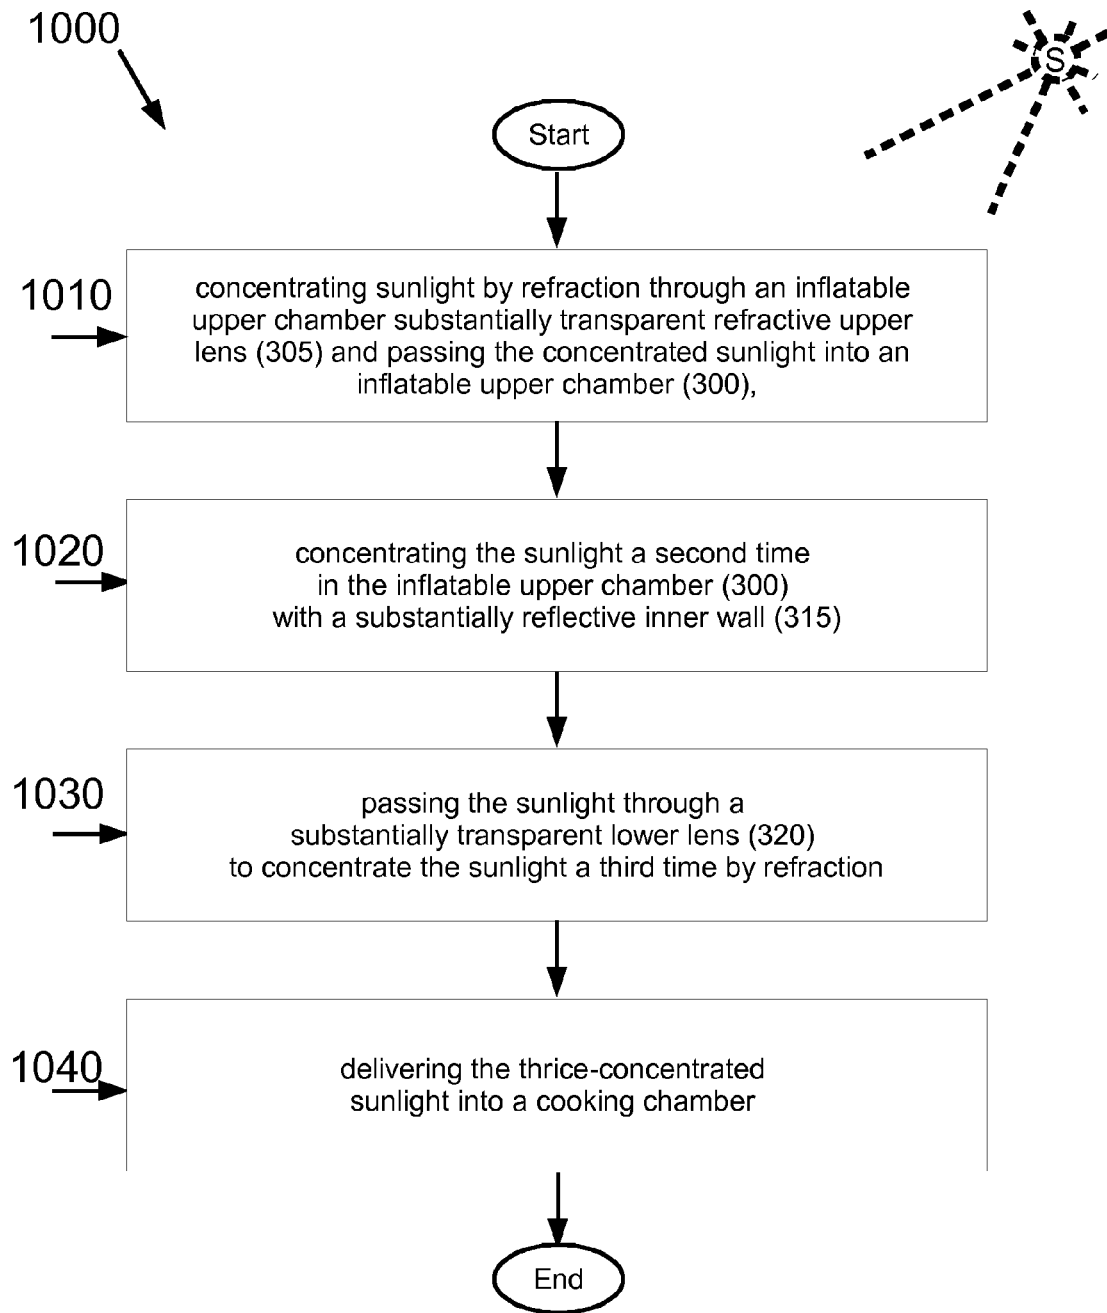 1000
S
Start
1010
concentrating sunlight by refraction through an inflatable
upper chamber substantially transparent refractive upper
lens (305) and passing the concentrated sunlight into an
inflatable upper chamber (300),
1020
concentrating the sunlight a second time
in the inflatable upper chamber (300)
with a substantially reflective inner wall (315)
1030
passing the sunlight through a
substantially transparent lower lens (320)
to concentrate the sunlight a third time by refraction
1040
delivering the thrice-concentrated
sunlight into a cooking chamber
End